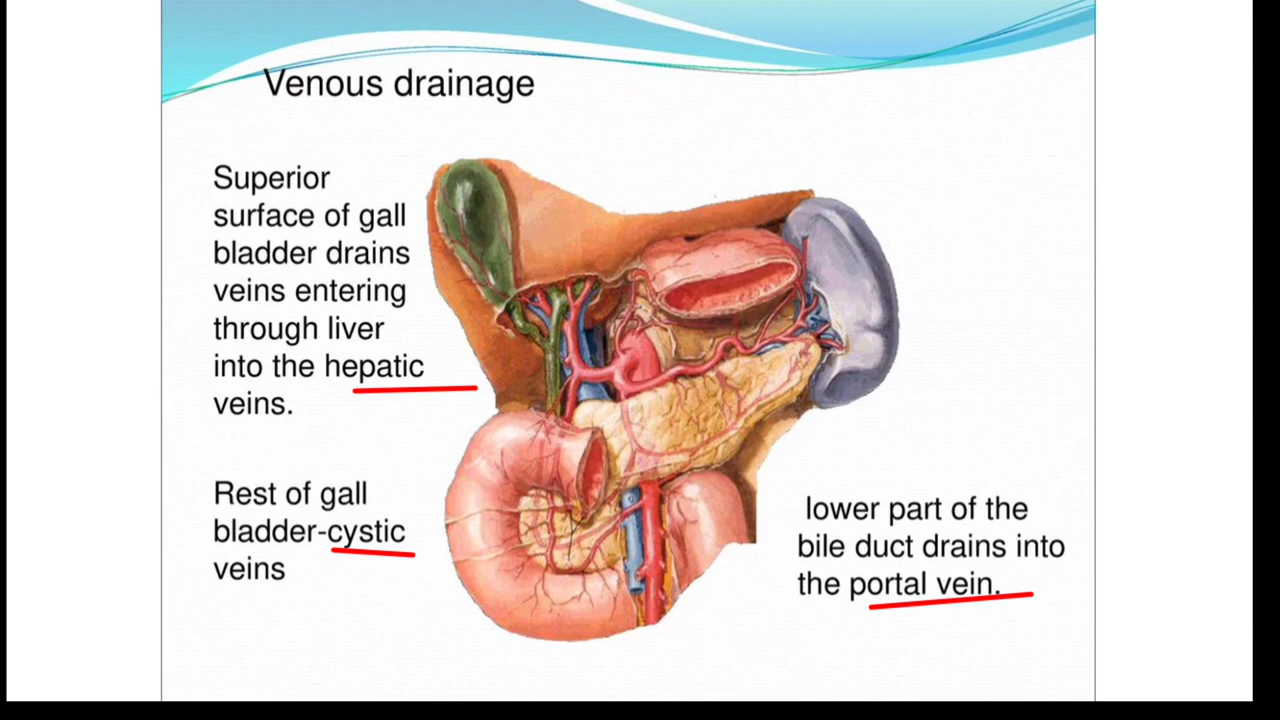 Venous drainage
Superior
surface of gall
bladder drains
veins entering
through liver
into the hepatic
veins.
Rest of gall
bladder-cystic
veins
lower part of the
bile duct drains into
the portal vein.